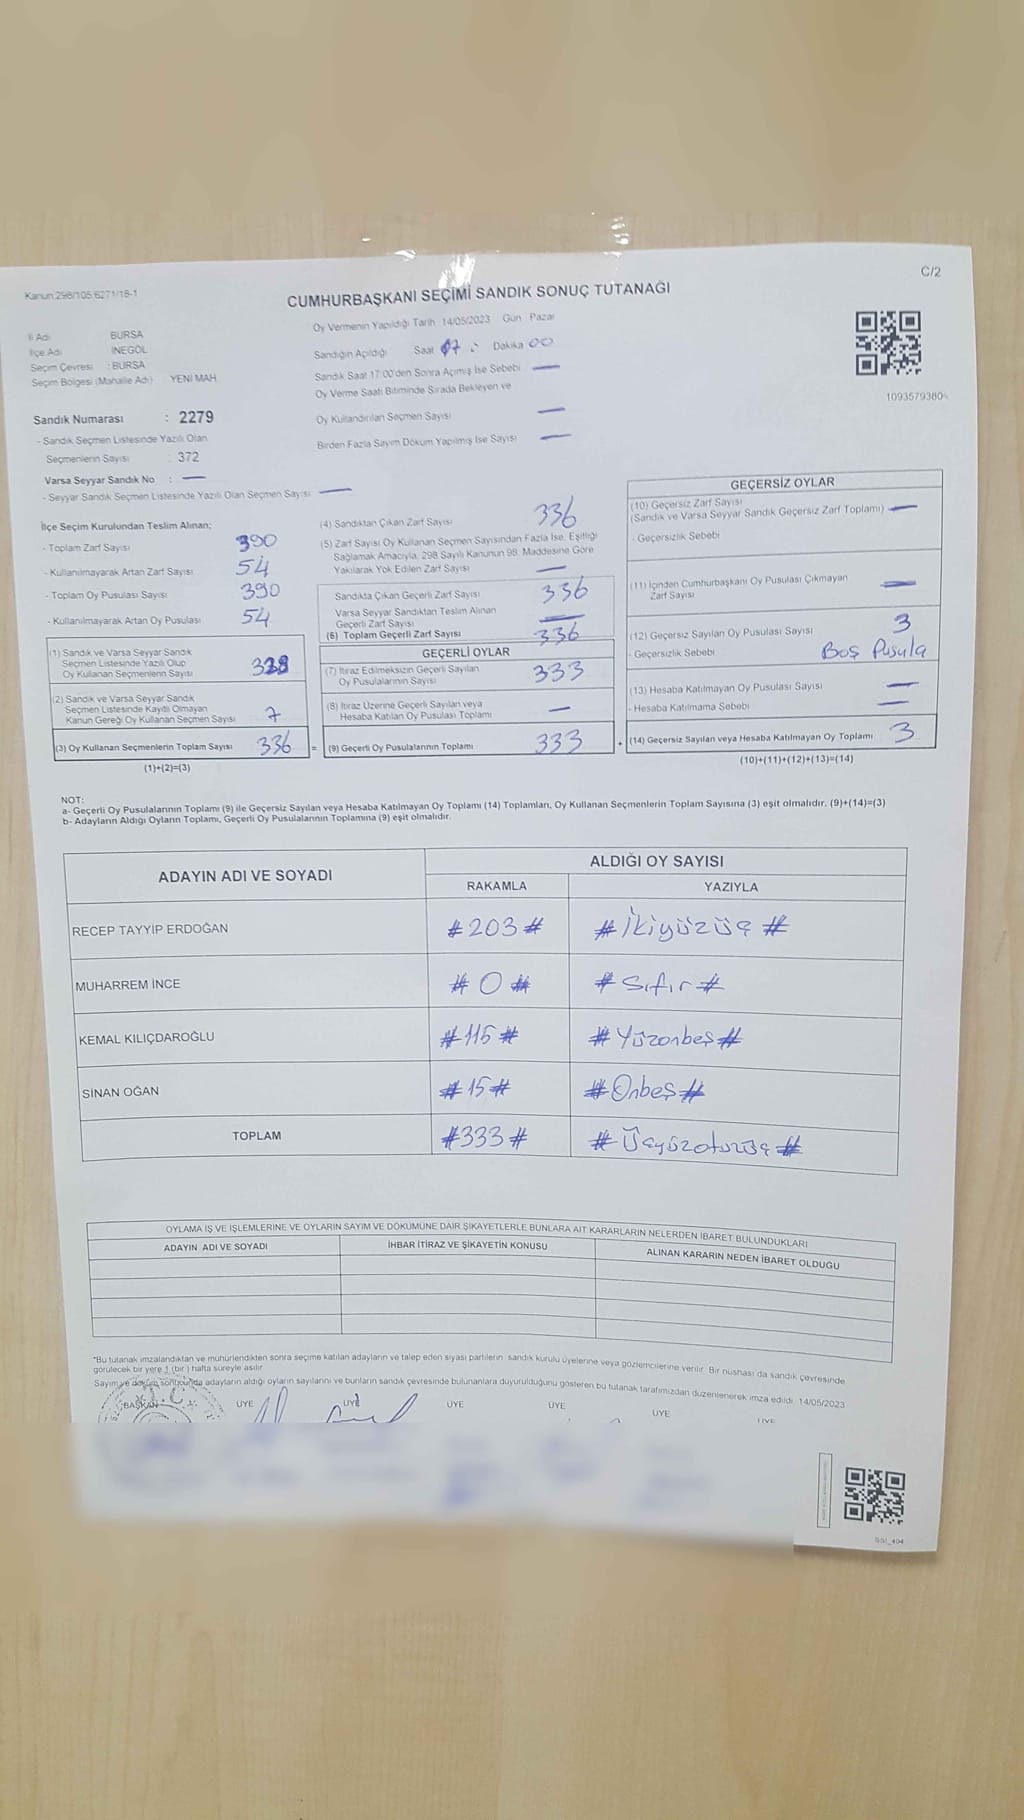 Kanun:298/105 6271/18-1
C/2
CUMHURBAŞKANI SEÇİMİ SANDIK SONUÇ TUTANAĞI
İl Adı BURSA
İlçe Adı INEGÖL
Seçim Çevresi : BURSA
Seçim Bölgesi (Mahalle Adı) YENİ MAH.
Sandık Numarası : 2279
- Sandık Seçmen Listesinde Yazılı Olan
Seçmenlerin Sayısı : 372
Varsa Seyyar Sandık No : —
- Seyyar Sandık Seçmen Listesinde Yazılı Olan Seçmen Sayısı —
Oy Vermenin Yapıldığı Tarih 14/05/2023 Gün Pazar
Sandığın Açıldığı Saat 17 : Dakika 00
Sandık Saat 17:00'den Sonra Açımış İse Sebebi —
Oy Verme Saati Bitiminde Sırada Bekleyen ve
Oy Kullandırılan Seçmen Sayısı —
Birden Fazla Sayım Döküm Yapılmış İse Sayısı —
1093579380
İlçe Seçim Kurulundan Teslim Alınan;
- Toplam Zarf Sayısı 390
- Kullanılmayarak Artan Zarf Sayısı 54
- Toplam Oy Pusulası Sayısı 390
- Kullanılmayarak Artan Oy Pusulası 54
(1) Sandık ve Varsa Seyyar Sandık
Seçmen Listesinde Yazılı Olup
Oy Kullanan Seçmenlerin Sayısı
(2) Sandık ve Varsa Seyyar Sandık
Seçmen Listesinde Kayıtlı Olmayan
Kanun Gereği Oy Kullanan Seçmen Sayısı 7
(3) Oy Kullanan Seçmenlerin Toplam Sayısı 336 =
(1)+(2)=(3)
(4) Sandıktan Çıkan Zarf Sayısı 336
(5) Zarf Sayısı Oy Kullanan Seçmen Sayısından Fazla İse, Eşitliği
Sağlamak Amacıyla, 298 Sayılı Kanunun 98. Maddesine Göre
Yakılarak Yok Edilen Zarf Sayısı —
Sandıkta Çıkan Geçerli Zarf Sayısı 336
Varsa Seyyar Sandıktan Teslim Alınan
Geçerli Zarf Sayısı —
(6) Toplam Geçerli Zarf Sayısı 336
GEÇERLİ OYLAR
(7) İtiraz Edilmeksizin Geçerli Sayılan
Oy Pusulalarının Sayısı 333
(8) İtiraz Üzerine Geçerli Sayılan veya
Hesaba Katılan Oy Pusulası Toplamı —
(9) Geçerli Oy Pusulalarının Toplamı 333 +
GEÇERSİZ OYLAR
(10) Geçersiz Zarf Sayısı
(Sandık ve Varsa Seyyar Sandık Geçersiz Zarf Toplamı) —
- Geçersizlik Sebebi
(11) İçinden Cumhurbaşkanı Oy Pusulası Çıkmayan
Zarf Sayısı —
(12) Geçersiz Sayılan Oy Pusulası Sayısı 3
- Geçersizlik Sebebi Boş Pusula
(13) Hesaba Katılmayan Oy Pusulası Sayısı —
- Hesaba Katılmama Sebebi —
(14) Geçersiz Sayılan veya Hesaba Katılmayan Oy Toplamı 3
(10)+(11)+(12)+(13)=(14)
NOT:
a- Geçerli Oy Pusulalarının Toplamı (9) ile Geçersiz Sayılan veya Hesaba Katılmayan Oy Toplamı (14) Toplamları, Oy Kullanan Seçmenlerin Toplam Sayısına (3) eşit olmalıdır. (9)+(14)=(3)
b- Adayların Aldığı Oyların Toplamı, Geçerli Oy Pusulalarının Toplamına (9) eşit olmalıdır.
ADAYIN ADI VE SOYADI
ALDIĞI OY SAYISI
RAKAMLA YAZIYLA
RECEP TAYYİP ERDOĞAN #203# #İkiyüzüç#
MUHARREM İNCE #0# #Sıfır#
KEMAL KILIÇDAROĞLU #115# #Yüzonbeş#
SİNAN OĞAN #15# #Onbeş#
TOPLAM #333# #Üçyüzotuzüç#
OYLAMA İŞ VE İŞLEMLERİNE VE OYLARIN SAYIM VE DÖKÜMÜNE DAİR ŞİKAYETLERLE BUNLARA AİT KARARLARIN NELERDEN İBARET BULUNDUKLARI
ADAYIN ADI VE SOYADI İHBAR İTİRAZ VE ŞİKAYETİN KONUSU ALINAN KARARIN NEDEN İBARET OLDUĞU
*Bu tutanak imzalandıktan ve mühürlendikten sonra seçime katılan adayların ve talep eden siyasi partilerin sandık kurulu üyelerine veya gözlemcilerine verilir. Bir nüshası da sandık çevresinde
görülecek bir yere 1 (bir) hafta süreyle asılır.
Sayım ve döküm sonucunda adayların aldığı oyların sayılarını ve bunların sandık çevresinde bulunanlara duyurulduğunu gösteren bu tutanak tarafımızdan düzenlenerek imza edildi. 14/05/2023
BAŞKAN ÜYE ÜYE ÜYE ÜYE ÜYE ÜYE
T.C.